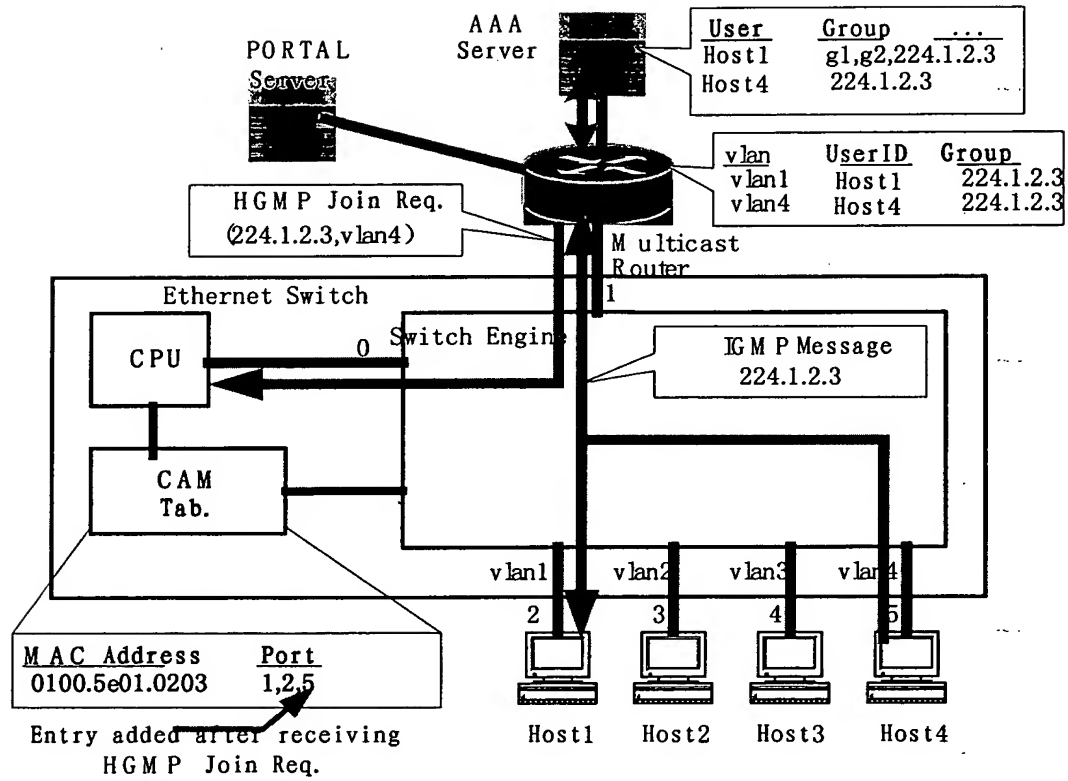 PORTAL
Server
AAA
Server
User Group ...
Host1 g1,g2,224.1.2.3
Host4 224.1.2.3
vlan UserID Group
vlan1 Host1 224.1.2.3
vlan4 Host4 224.1.2.3
HGMP Join Req.
(224.1.2.3,vlan4)
Multicast
Router
1
Ethernet Switch
CPU
0
Switch Engine
IGMP Message
224.1.2.3
CAM
Tab.
vlan1 vlan2 vlan3 vlan4
2 3 4 5
MAC Address Port
0100.5e01.0203 1,2,5
Entry added after receiving
HGMP Join Req.
Host1 Host2 Host3 Host4